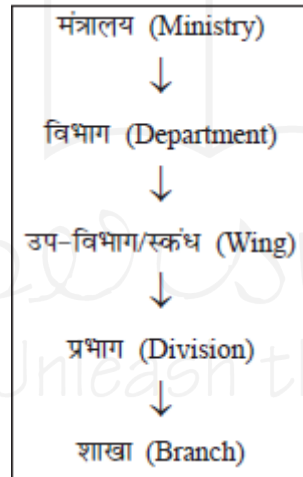 मंत्रालय (Ministry)
↓
विभाग (Department)
↓
उप-विभाग/स्कंध (Wing)
↓
प्रभाग (Division)
↓
शाखा (Branch)